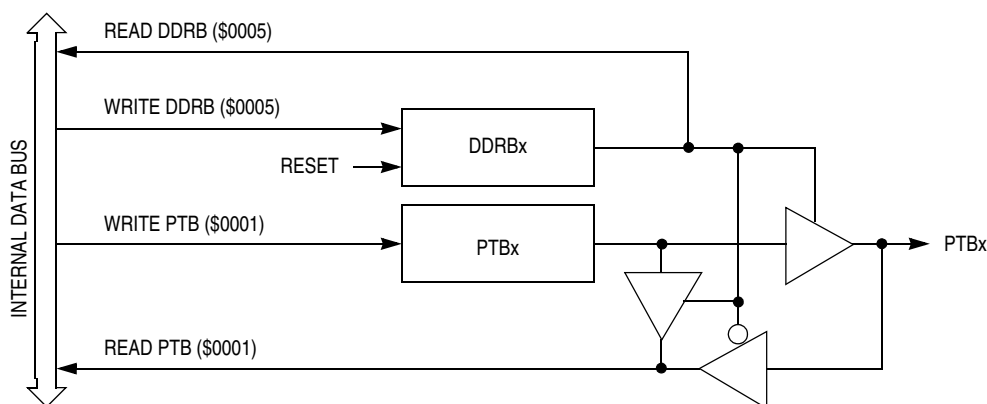 READ DDRB ($0005)
WRITE DDRB ($0005)
DDRBx
RESET
INTERNAL DATA BUS
WRITE PTB ($0001)
PTBx
PTBx
READ PTB ($0001)